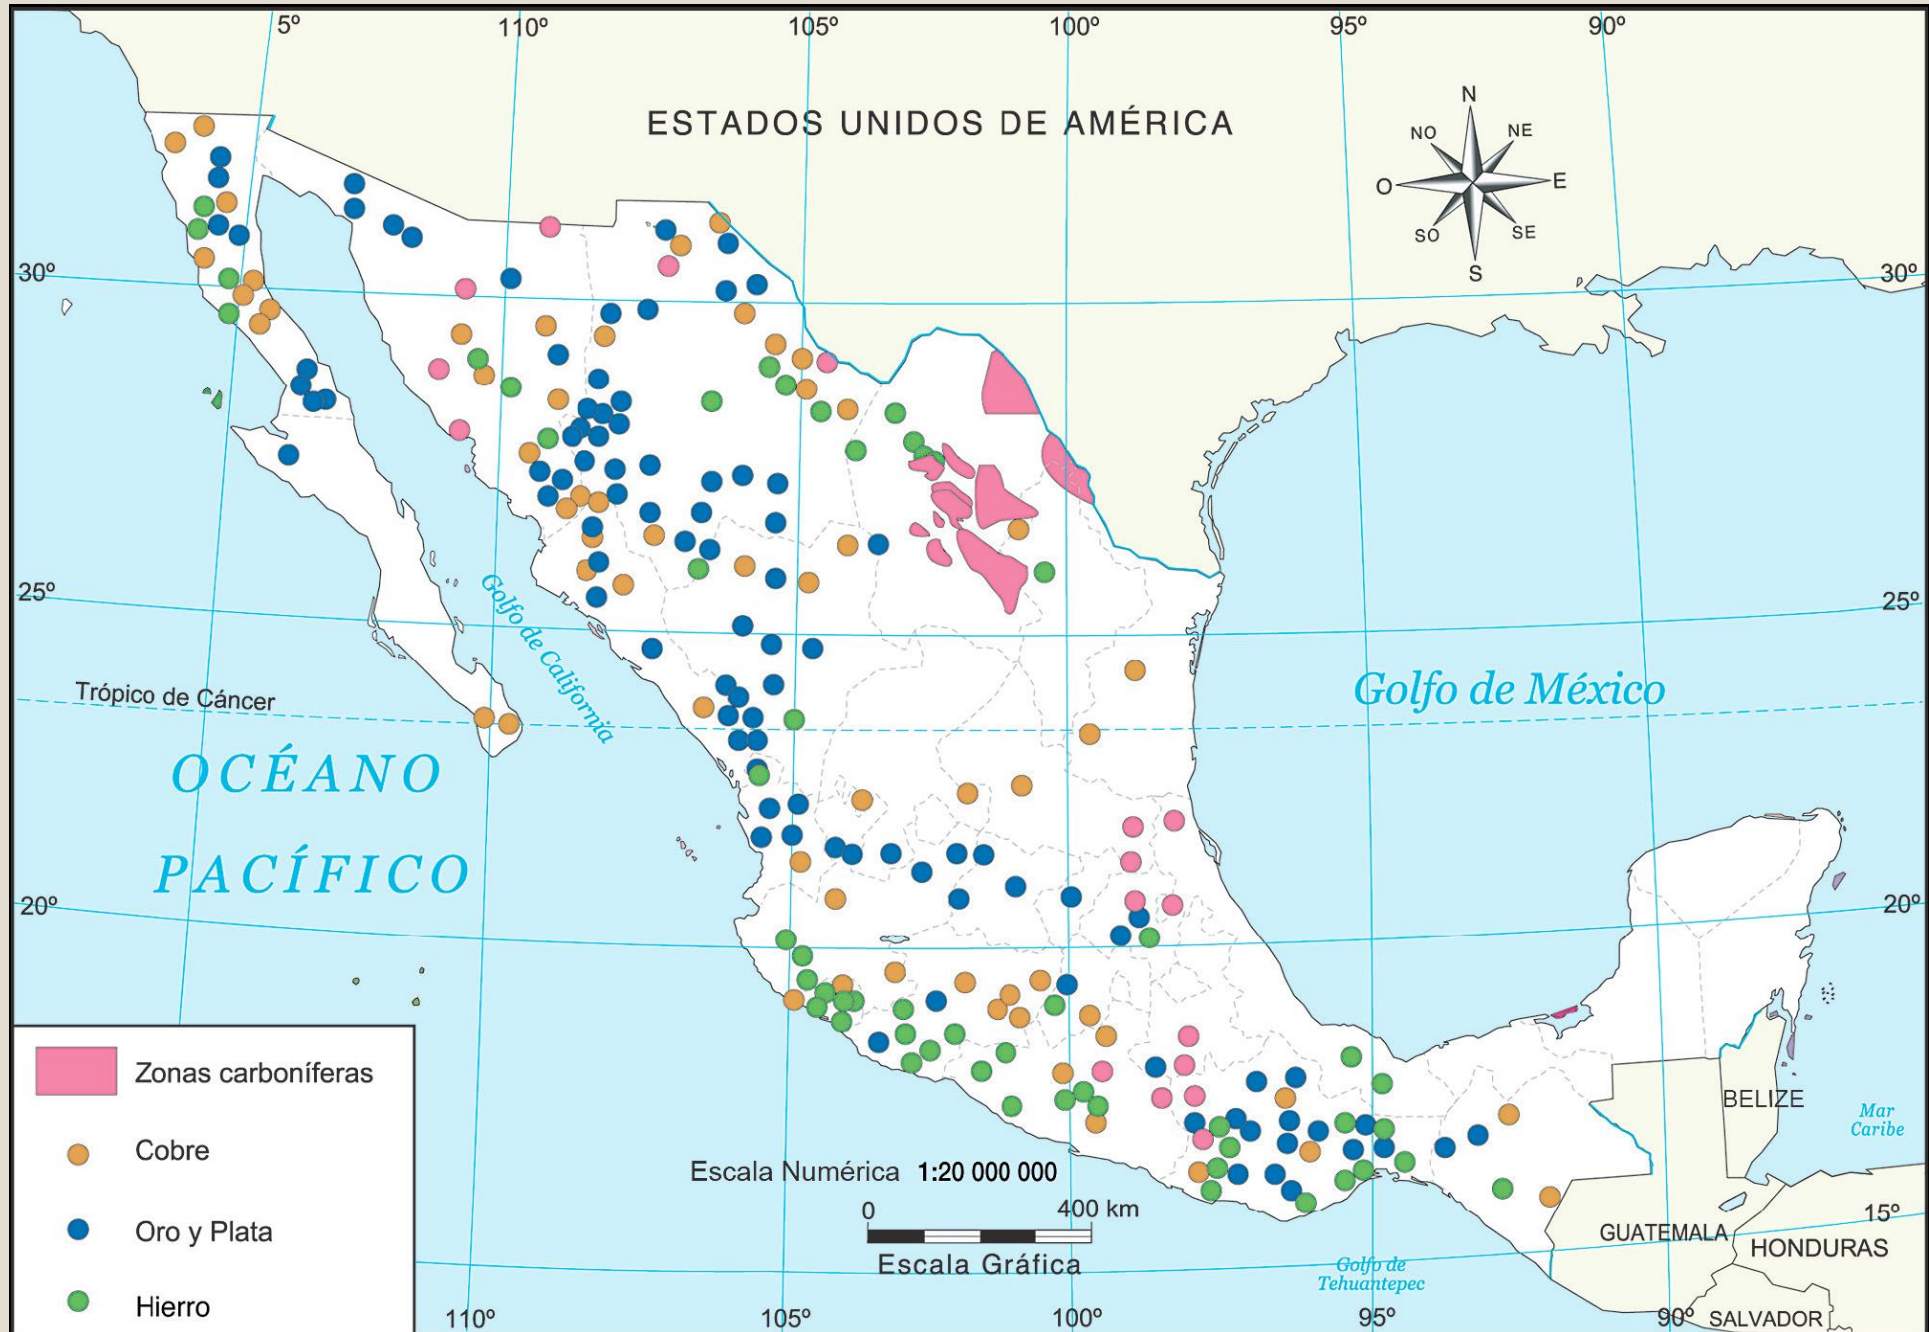 5º 110º 105º 100º 95º 90º
ESTADOS UNIDOS DE AMÉRICA
N
NO NE
O E
SO SE
S
30º 30º
25º 25º
Golfo de California
Golfo de México
Trópico de Cáncer
OCÉANO
PACÍFICO
20º 20º
Zonas carboníferas
Cobre
Oro y Plata
Hierro
Escala Numérica 1:20 000 000
0 400 km
Escala Gráfica
BELIZE
Mar
Caribe
15º
GUATEMALA
HONDURAS
Golfo de
Tehuantepec
110º 105º 100º 95º 90º
SALVADOR